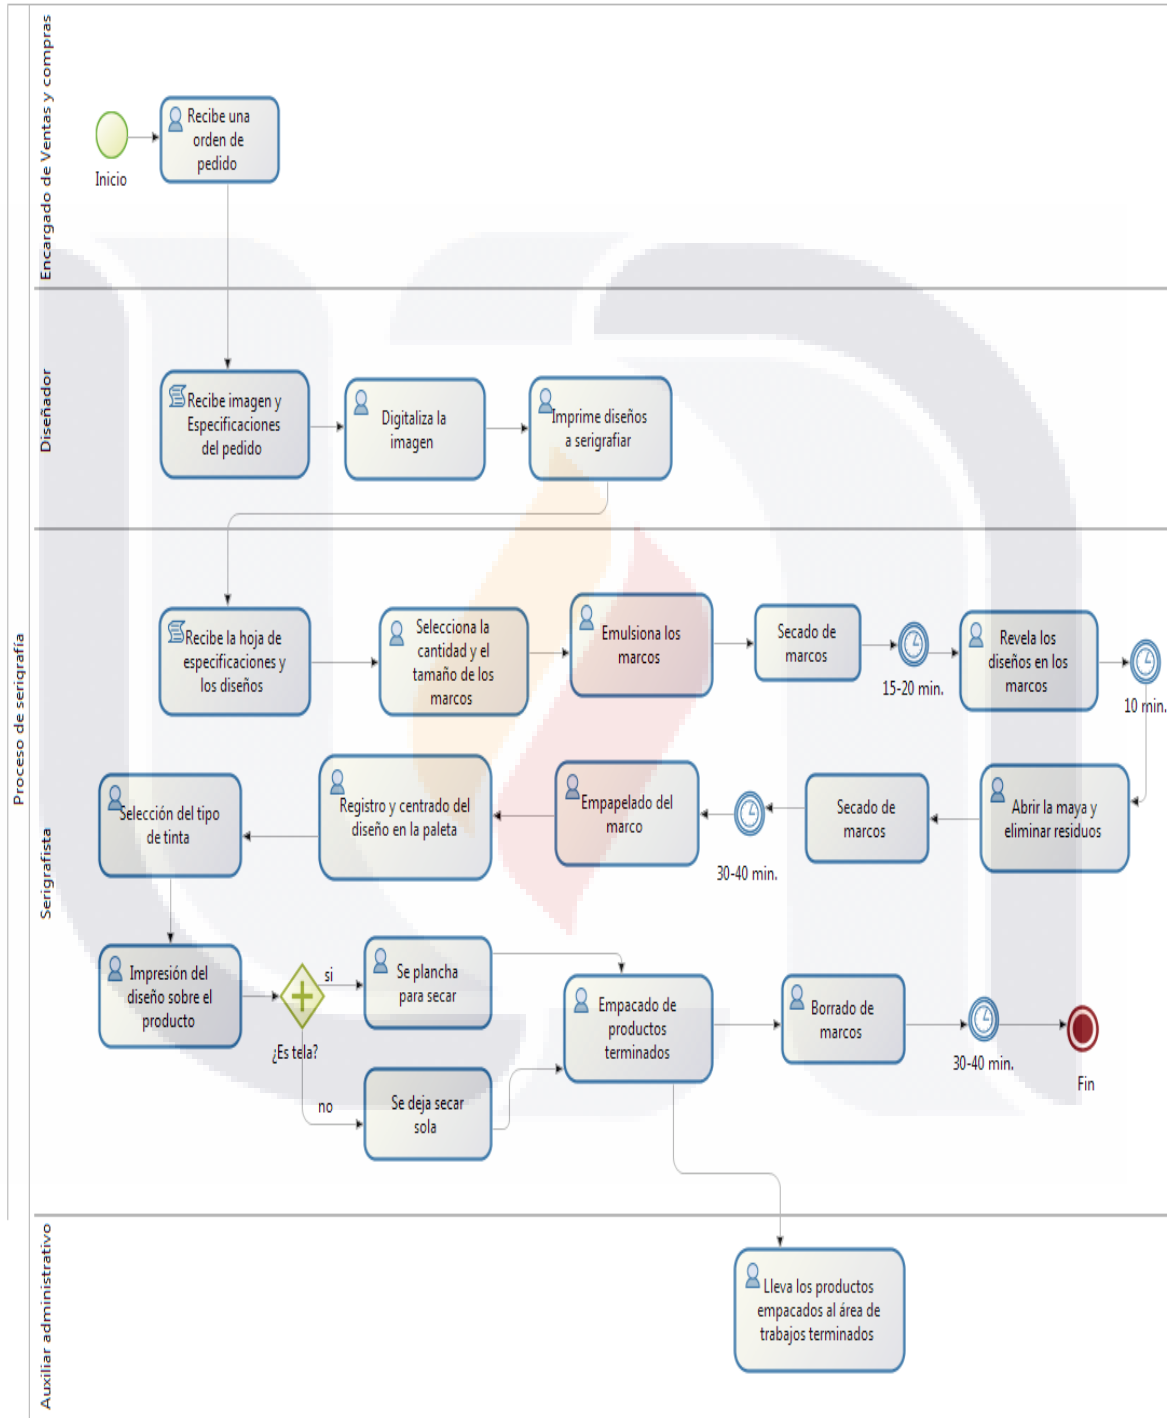 Proceso de serigrafía
Encargado de Ventas y compras
Inicio
Recibe una
orden de
pedido
Diseñador
Recibe imagen y
Especificaciones
del pedido
Digitaliza la
imagen
Imprime diseños
a serigrafiar
Serigrafista
Recibe la hoja de
especificaciones y
los diseños
Selecciona la
cantidad y el
tamaño de los
marcos
Emulsiona los
marcos
Secado de
marcos
15-20 min.
Revela los
diseños en los
marcos
10 min.
Abrir la maya y
eliminar residuos
Secado de
marcos
30-40 min.
Empapelado del
marco
Registro y centrado del
diseño en la paleta
Selección del tipo
de tinta
Impresión del
diseño sobre el
producto
¿Es tela?
si
Se plancha
para secar
no
Se deja secar
sola
Empacado de
productos
terminados
Borrado de
marcos
30-40 min.
Fin
Auxiliar administrativo
Lleva los productos
empacados al área de
trabajos terminados